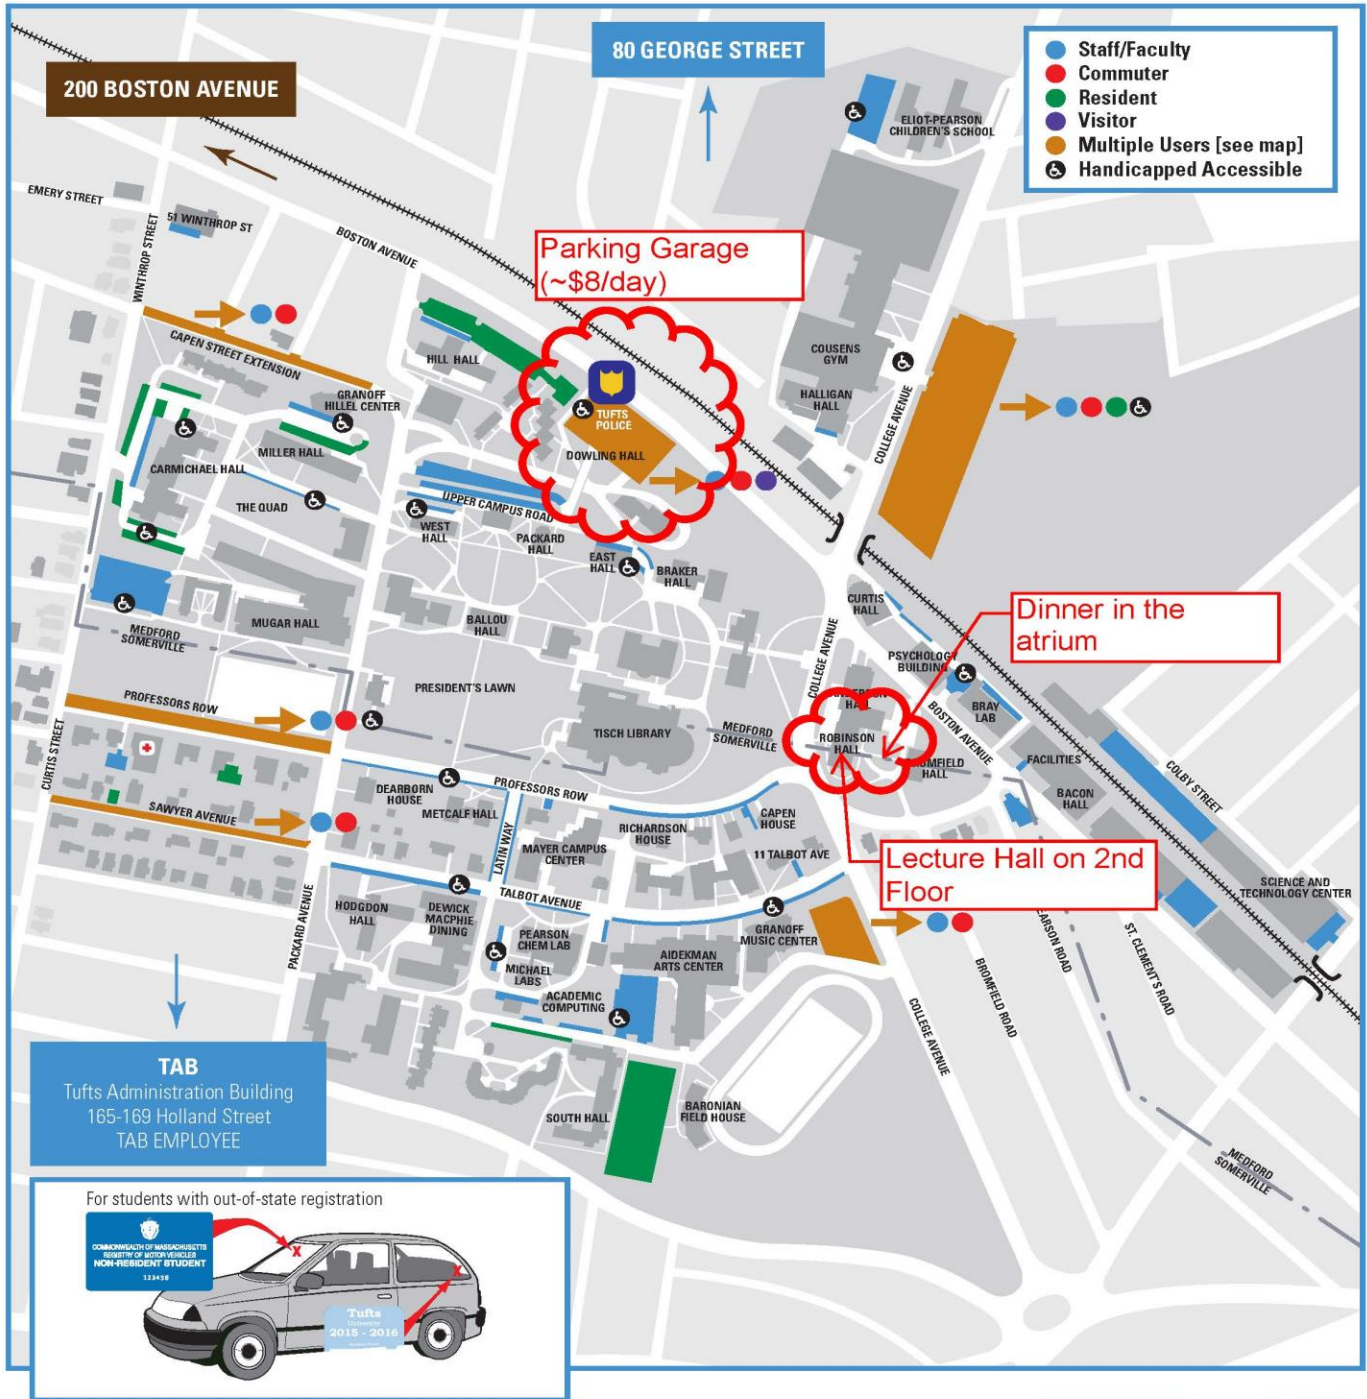 200 BOSTON AVENUE
80 GEORGE STREET
Staff/Faculty
Commuter
Resident
Visitor
Multiple Users [see map]
Handicapped Accessible
ELIOT-PEARSON
CHILDREN'S SCHOOL
EMERY STREET
51 WINTHROP ST
WINTHROP STREET
BOSTON AVENUE
Parking Garage
(~$8/day)
CAPEN STREET EXTENSION
HILL HALL
COUSENS
GYM
HALLIGAN
HALL
COLLEGE AVENUE
GRANOFF
HILLEL CENTER
TUFTS
POLICE
DOWLING HALL
MILLER HALL
CARMICHAEL HALL
THE QUAD
UPPER CAMPUS ROAD
WEST
HALL
PACKARD
HALL
EAST
HALL
BRAKER
HALL
CURTIS
HALL
Dinner in the
atrium
MUGAR HALL
BALLOU
HALL
MEDFORD
SOMERVILLE
COLLEGE AVENUE
PSYCHOLOGY
BUILDING
PRESIDENT'S LAWN
HALL
BRAY
LAB
BOSTON AVENUE
PROFESSORS ROW
TISCH LIBRARY
MEDFORD
SOMERVILLE
ROBINSON
HALL
HALL
FACILITIES
COLBY STREET
CURTIS STREET
BACON
HALL
PROFESSORS ROW
DEARBORN
HOUSE
METCALF HALL
SAWYER AVENUE
LATIN WAY
MAYER CAMPUS
CENTER
RICHARDSON
HOUSE
CAPEN
HOUSE
11 TALBOT AVE
Lecture Hall on 2nd
Floor
SCIENCE AND
TECHNOLOGY CENTER
TALBOT AVENUE
HODGDON
HALL
DEWICK
MACPHIE
DINING
PACKARD AVENUE
PEARSON
CHEM LAB
MICHAEL
LABS
GRANOFF
MUSIC CENTER
AIDEKMAN
ARTS CENTER
ACADEMIC
COMPUTING
COLLEGE AVENUE
BROMFIELD ROAD
EARSON ROAD
ST. CLEMENT'S ROAD
TAB
Tufts Administration Building
165-169 Holland Street
TAB EMPLOYEE
SOUTH HALL
BARONIAN
FIELD HOUSE
MEDFORD
SOMERVILLE
For students with out-of-state registration
COMMONWEALTH OF MASSACHUSETTS
REGISTRY OF MOTOR VEHICLES
NON-RESIDENT STUDENT
123456
X
X
Tufts
University
2015 - 2016